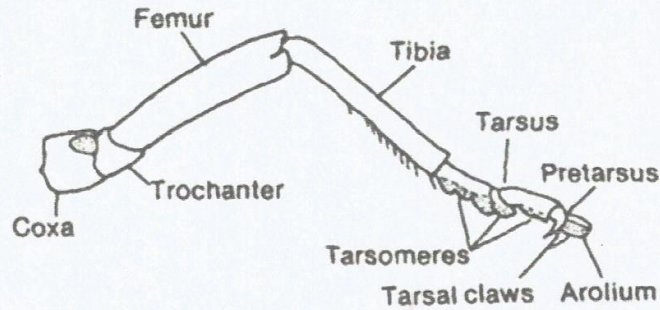 Femur
Tibia
Tarsus
Pretarsus
Trochanter
Coxa
Tarsomeres
Tarsal claws
Arolium